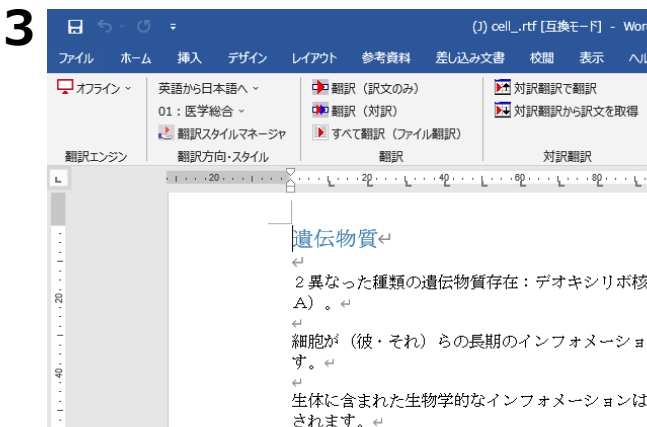 3
(J) cell_.rtf [互換モード] - Wor
ファイル ホーム 挿入 デザイン レイアウト 参考資料 差し込み文書 校閲 表示 ヘル
オフライン 英語から日本語へ 翻訳（訳文のみ） 対訳翻訳で翻訳
01：医学総合 翻訳（対訳） 対訳翻訳から訳文を取得
翻訳スタイルマネージャ すべて翻訳（ファイル翻訳）
翻訳エンジン 翻訳方向･スタイル 翻訳 対訳翻訳
20 20 40 60 80
遺伝物質↵
↵
２異なった種類の遺伝物質存在：デオキシリボ核
Ａ）。↵
↵
細胞が（彼・それ）らの長期のインフォメーショ
す。↵
↵
生体に含まれた生物学的なインフォメーションは
されます。↵
20
40